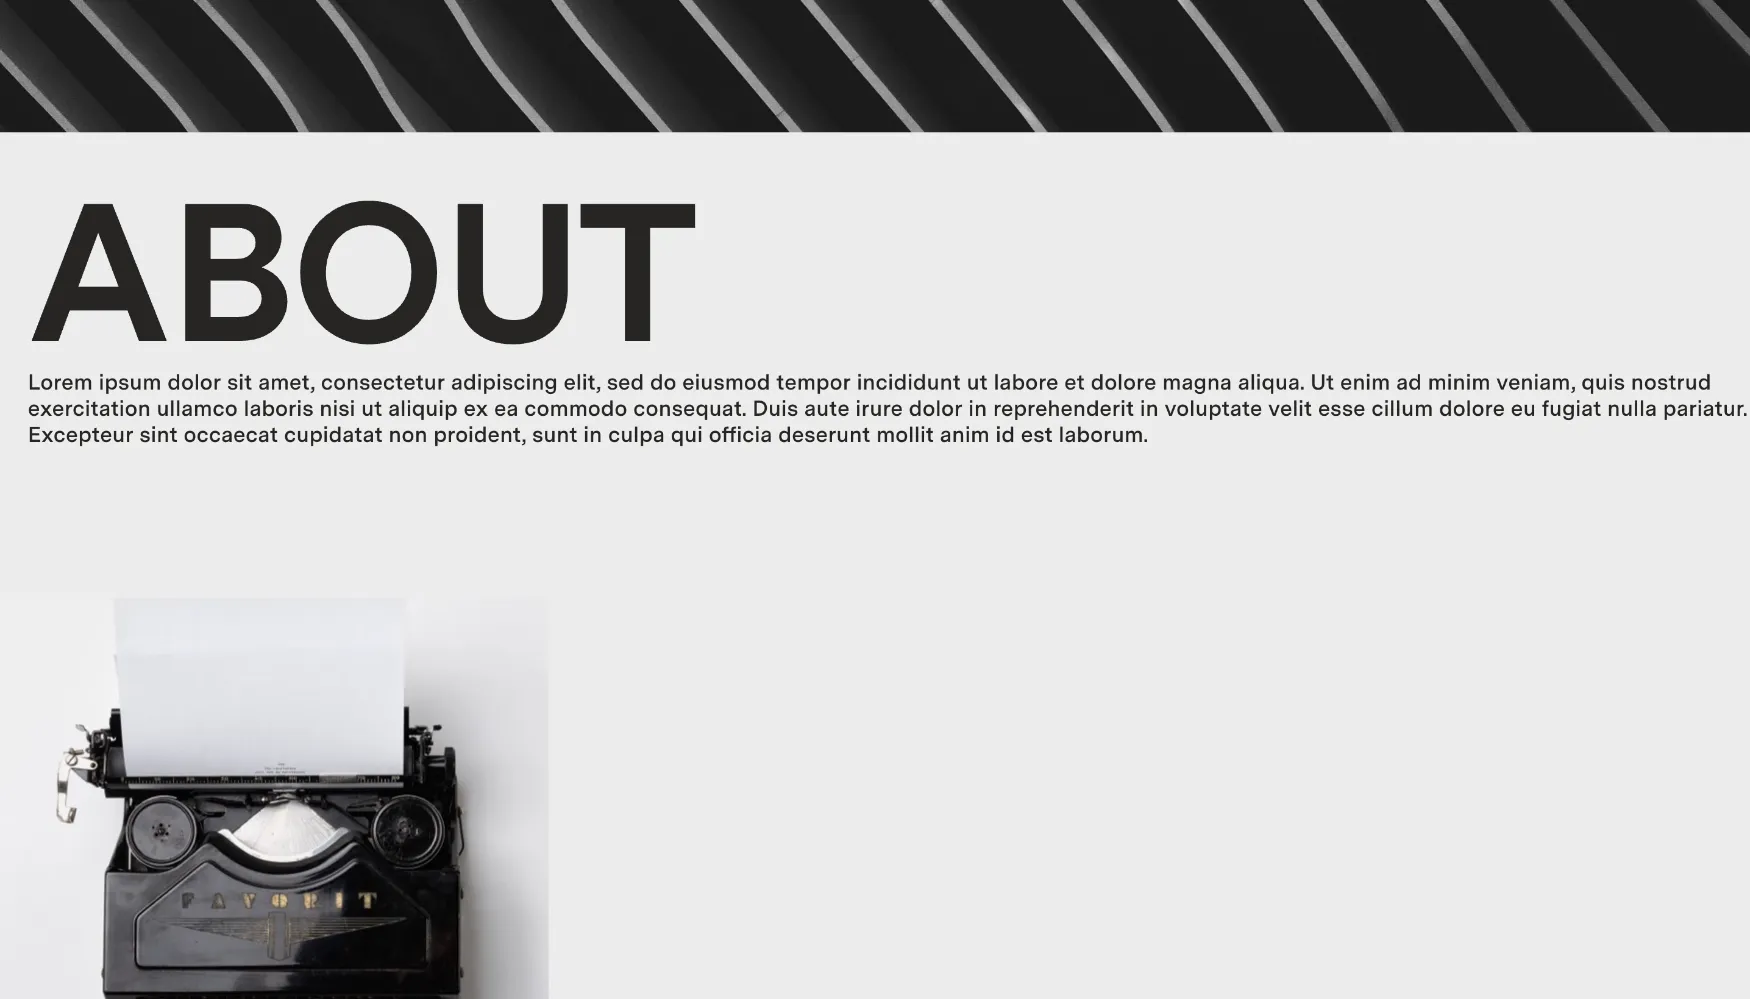 ABOUT
Lorem ipsum dolor sit amet, consectetur adipiscing elit, sed do eiusmod tempor incididunt ut labore et dolore magna aliqua. Ut enim ad minim veniam, quis nostrud
exercitation ullamco laboris nisi ut aliquip ex ea commodo consequat. Duis aute irure dolor in reprehenderit in voluptate velit esse cillum dolore eu fugiat nulla pariatur.
Excepteur sint occaecat cupidatat non proident, sunt in culpa qui officia deserunt mollit anim id est laborum.
FAVORIT